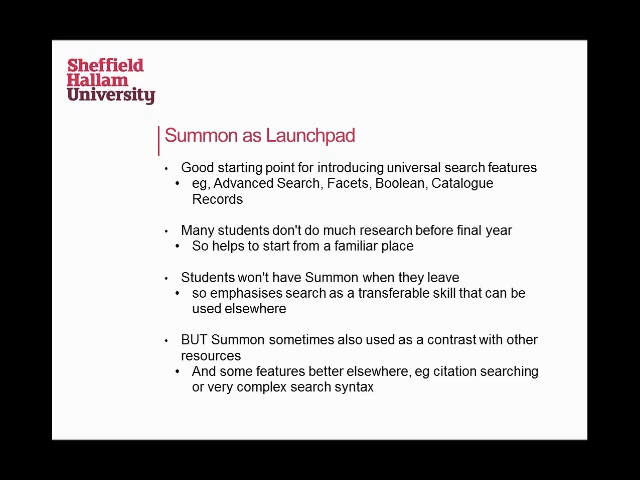 Sheffield
Hallam
University
Summon as Launchpad
• Good starting point for introducing universal search features
• eg, Advanced Search, Facets, Boolean, Catalogue
Records
• Many students don't do much research before final year
• So helps to start from a familiar place
• Students won't have Summon when they leave
• so emphasises search as a transferable skill that can be
used elsewhere
• BUT Summon sometimes also used as a contrast with other
resources
• And some features better elsewhere, eg citation searching
or very complex search syntax